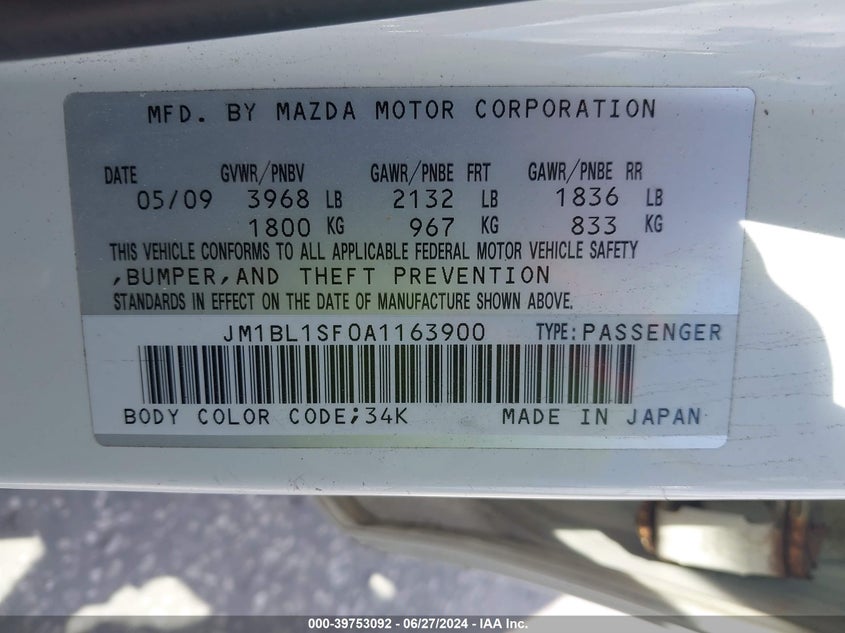 MFD. BY MAZDA MOTOR CORPORATION
DATE GVWR/PNBV GAWR/PNBE FRT GAWR/PNBE RR
05/09 3968 LB 2132 LB 1836 LB
1800 KG 967 KG 833 KG
THIS VEHICLE CONFORMS TO ALL APPLICABLE FEDERAL MOTOR VEHICLE SAFETY
,BUMPER,AND THEFT PREVENTION
STANDARDS IN EFFECT ON THE DATE OF MANUFACTURE SHOWN ABOVE.
JM1BL1SF0A1163900 TYPE:PASSENGER
BODY COLOR CODE;34K MADE IN JAPAN
000-39753092 - 06/27/2024 - IAA Inc.